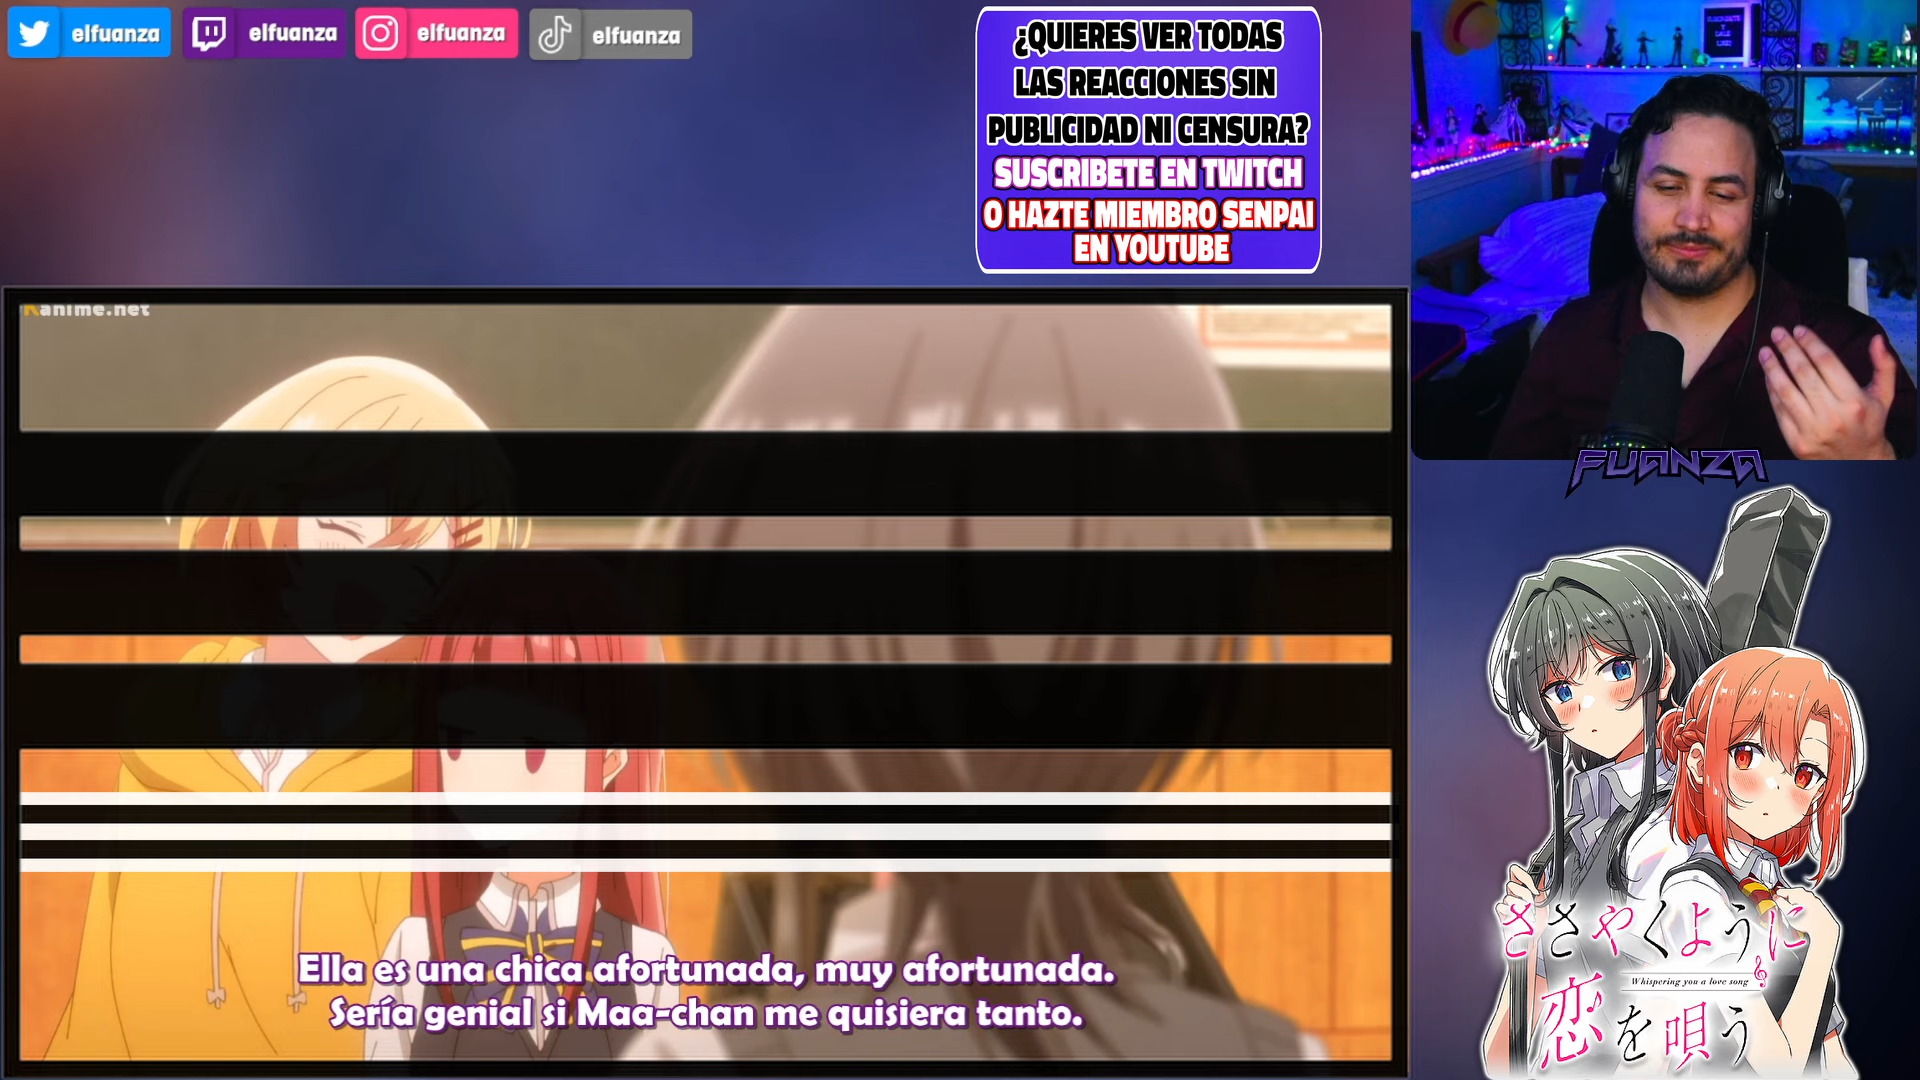 elfuanza
elfuanza
elfuanza
elfuanza
¿QUIERES VER TODAS
LAS REACCIONES SIN
PUBLICIDAD NI CENSURA?
SUSCRIBETE EN TWITCH
O HAZTE MIEMBRO SENPAI
EN YOUTUBE
anime.net
FUANZA
ささやくように
Whispering you a love song
恋を唄う
Ella es una chica afortunada, muy afortunada.
Sería genial si Maa-chan me quisiera tanto.